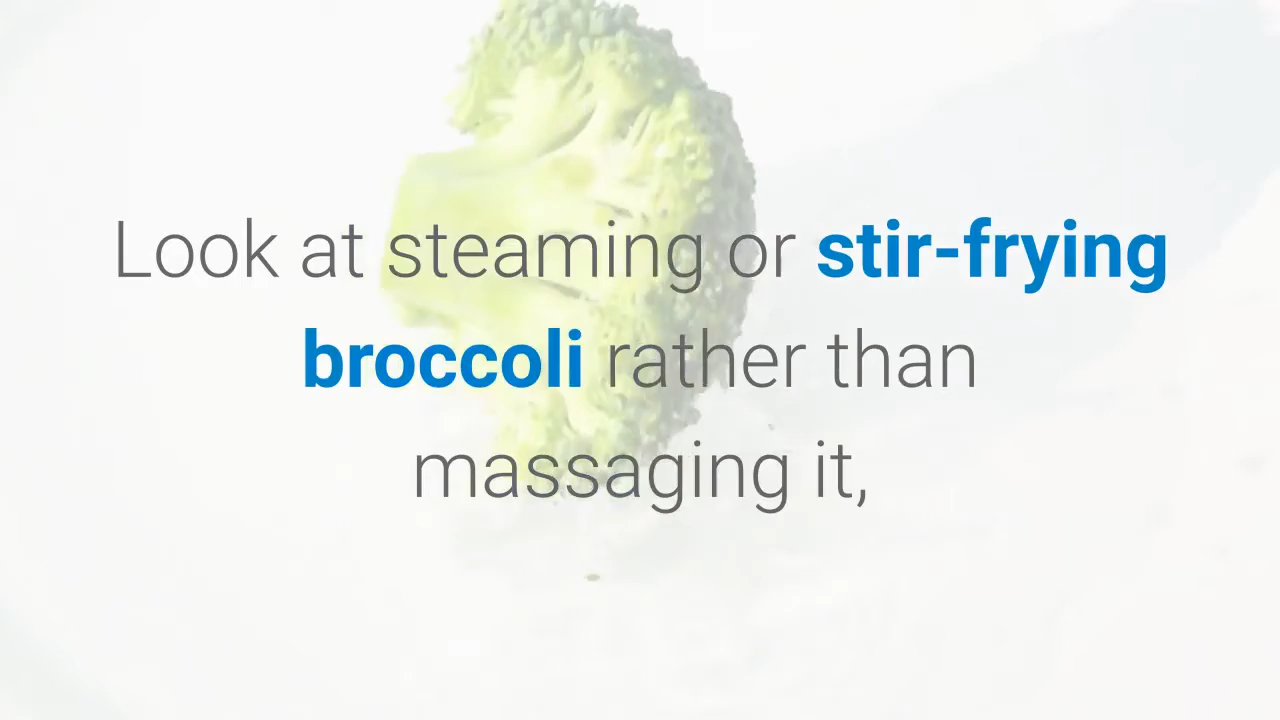 Look at steaming or stir-frying
broccoli rather than
massaging it,